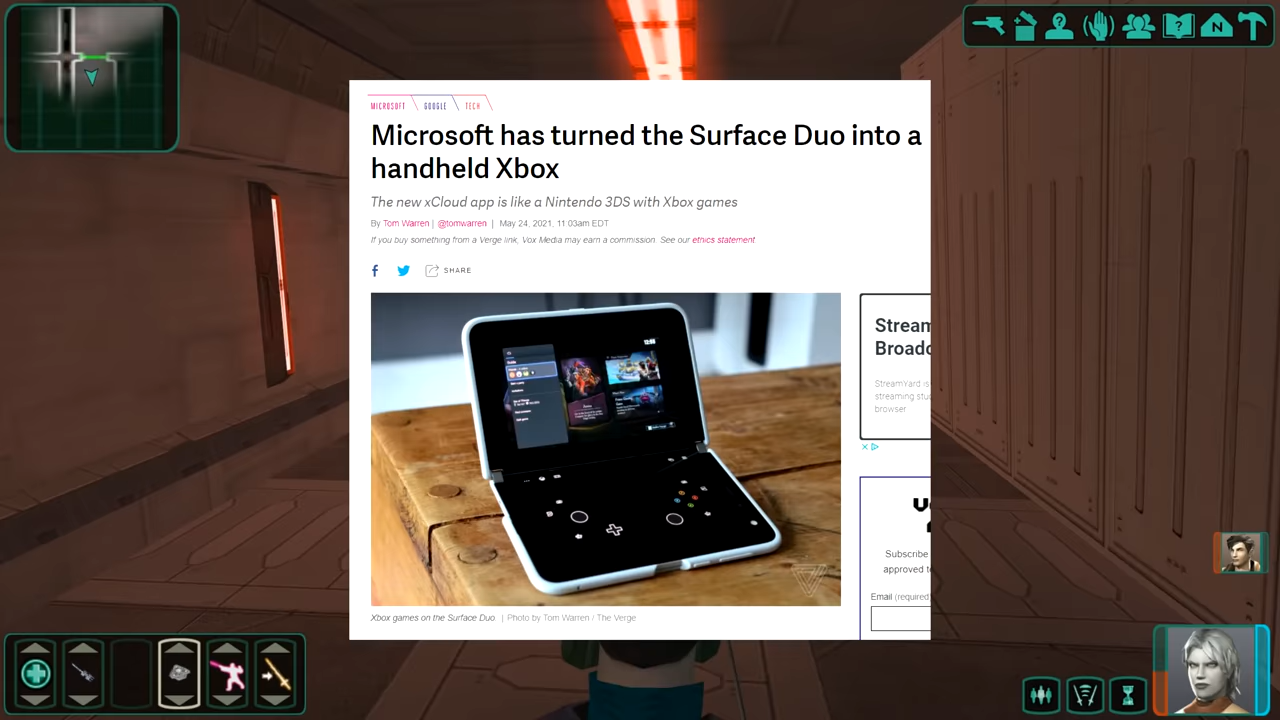 N
MICROSOFT GOOGLE TECH
Microsoft has turned the Surface Duo into a
handheld Xbox
The new xCloud app is like a Nintendo 3DS with Xbox games
By Tom Warren | @tomwarren | May 24, 2021, 11:03am EDT
If you buy something from a Verge link, Vox Media may earn a commission. See our ethics statement
SHARE
Stream
Broadc
StreamYard is
streaming stud
browser
Subscribe
approved to
Email (required)
Xbox games on the Surface Duo. | Photo by Tom Warren / The Verge